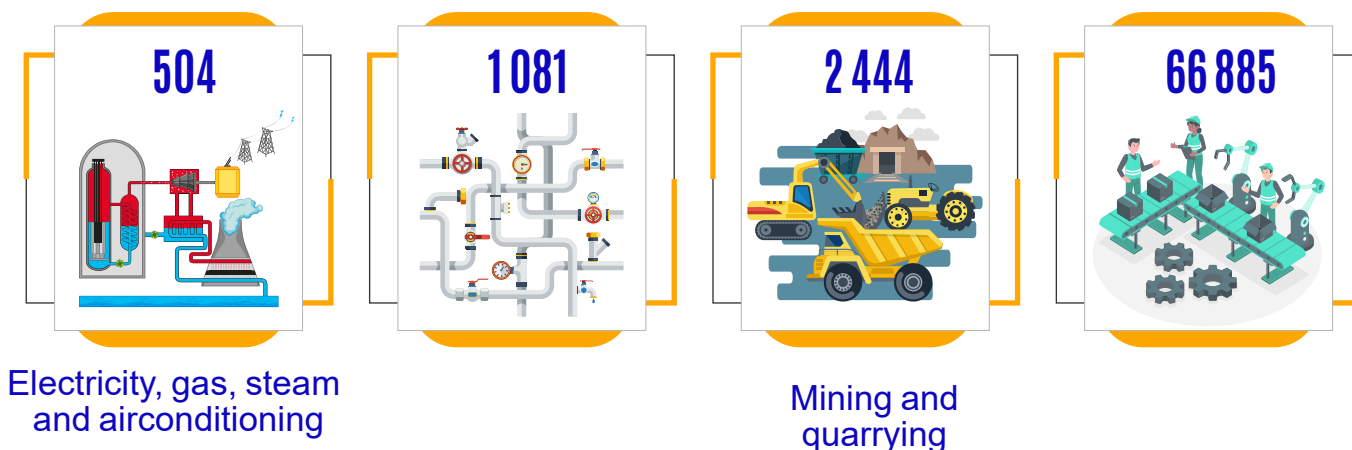 504
1 081
2 444
66 885
Electricity, gas, steam
and airconditioning
Mining and
quarrying